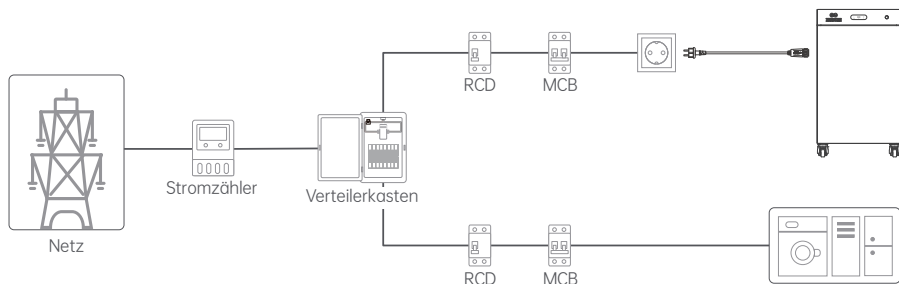 RCD
MCB
Stromzähler
Verteilerkasten
Netz
RCD
MCB